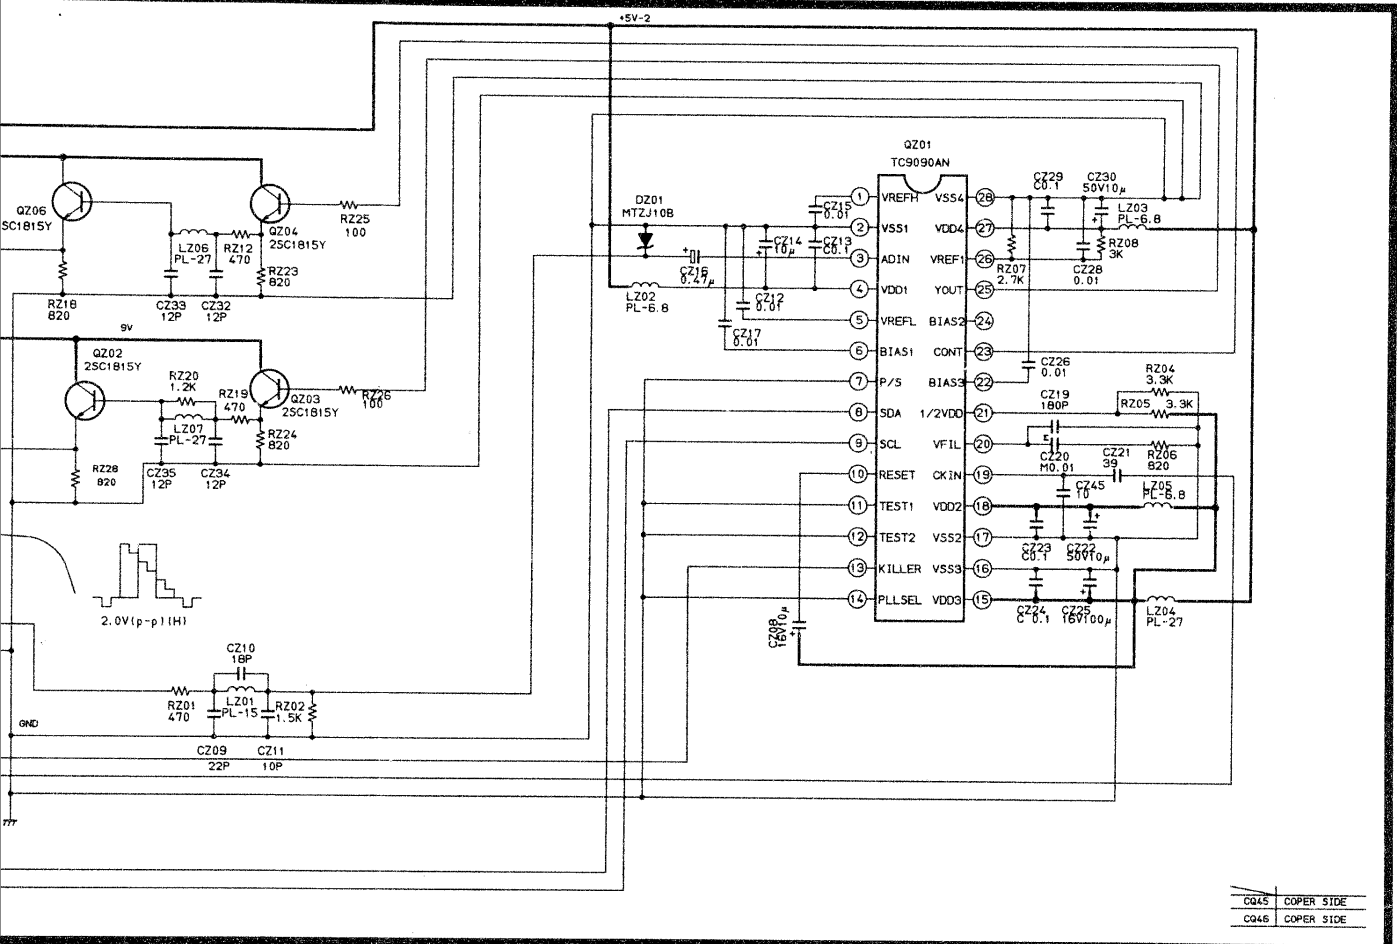 +5V-2
QZ01
TC9090AN
1 VREFH VSS4 28
2 VSS1 VDD4 27
3 ADIN VREF1 26
4 VDD1 YOUT 25
5 VREFL BIAS2 24
6 BIAS1 CONT 23
7 P/S BIAS3 22
8 SDA 1/2VDD 21
9 SCL VFIL 20
10 RESET CKIN 19
11 TEST1 VDD2 18
12 TEST2 VSS2 17
13 KILLER VSS3 16
14 PLLSEL VDD3 15
QZ06
SC1815Y
QZ04
2SC1815Y
RZ25
100
LZ06
PL-27
RZ12
470
RZ23
820
RZ18
820
CZ33
12P
CZ32
12P
9V
QZ02
2SC1815Y
RZ20
1.2K
RZ19
470
QZ03
2SC1815Y
RZ26
100
LZ07
PL-27
RZ24
820
RZ28
820
CZ35
12P
CZ34
12P
2.0V(p-p)(H)
CZ10
18P
RZ01
470
LZ01
PL-15
RZ02
1.5K
GND
CZ09
22P
CZ11
10P
DZ01
MTZJ10B
CZ15
0.01
CZ14
10μ
CZ13
C0.1
CZ16
0.47μ
LZ02
PL-6.8
CZ12
0.01
CZ17
0.01
CZ08
16V10μ
CZ29
C0.1
CZ30
50V10μ
LZ03
PL-6.8
RZ08
3K
RZ07
2.7K
CZ28
0.01
CZ26
0.01
RZ04
3.3K
CZ19
180P
RZ05 3.3K
CZ20
M0.01
CZ21
39
RZ06
820
CZ45
10
LZ05
PL-6.8
CZ23
C0.1
CZ22
50V10μ
CZ24
C 0.1
CZ25
16V100μ
LZ04
PL-27
CQ45 COPER SIDE
CQ46 COPER SIDE